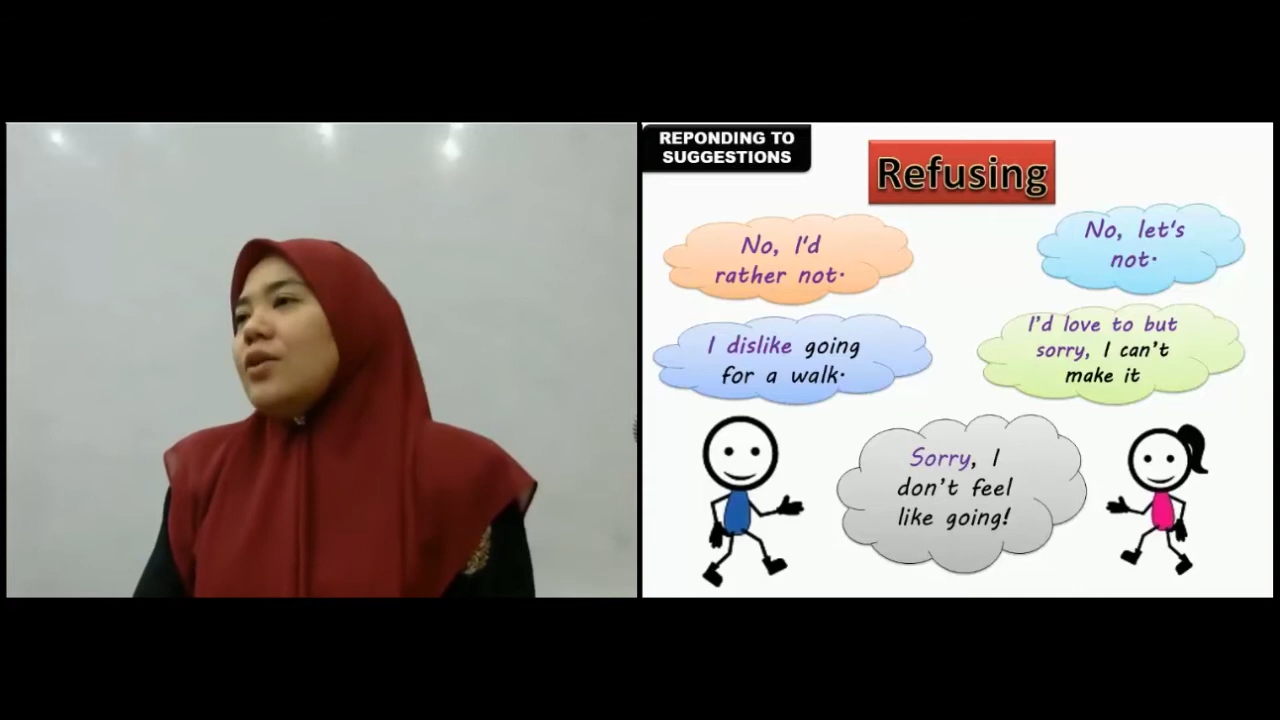 REPONDING TO
SUGGESTIONS
Refusing
No, I'd
rather not.
No, let's
not.
I dislike going
for a walk.
I'd love to but
sorry, I can't
make it
Sorry, I
don't feel
like going!